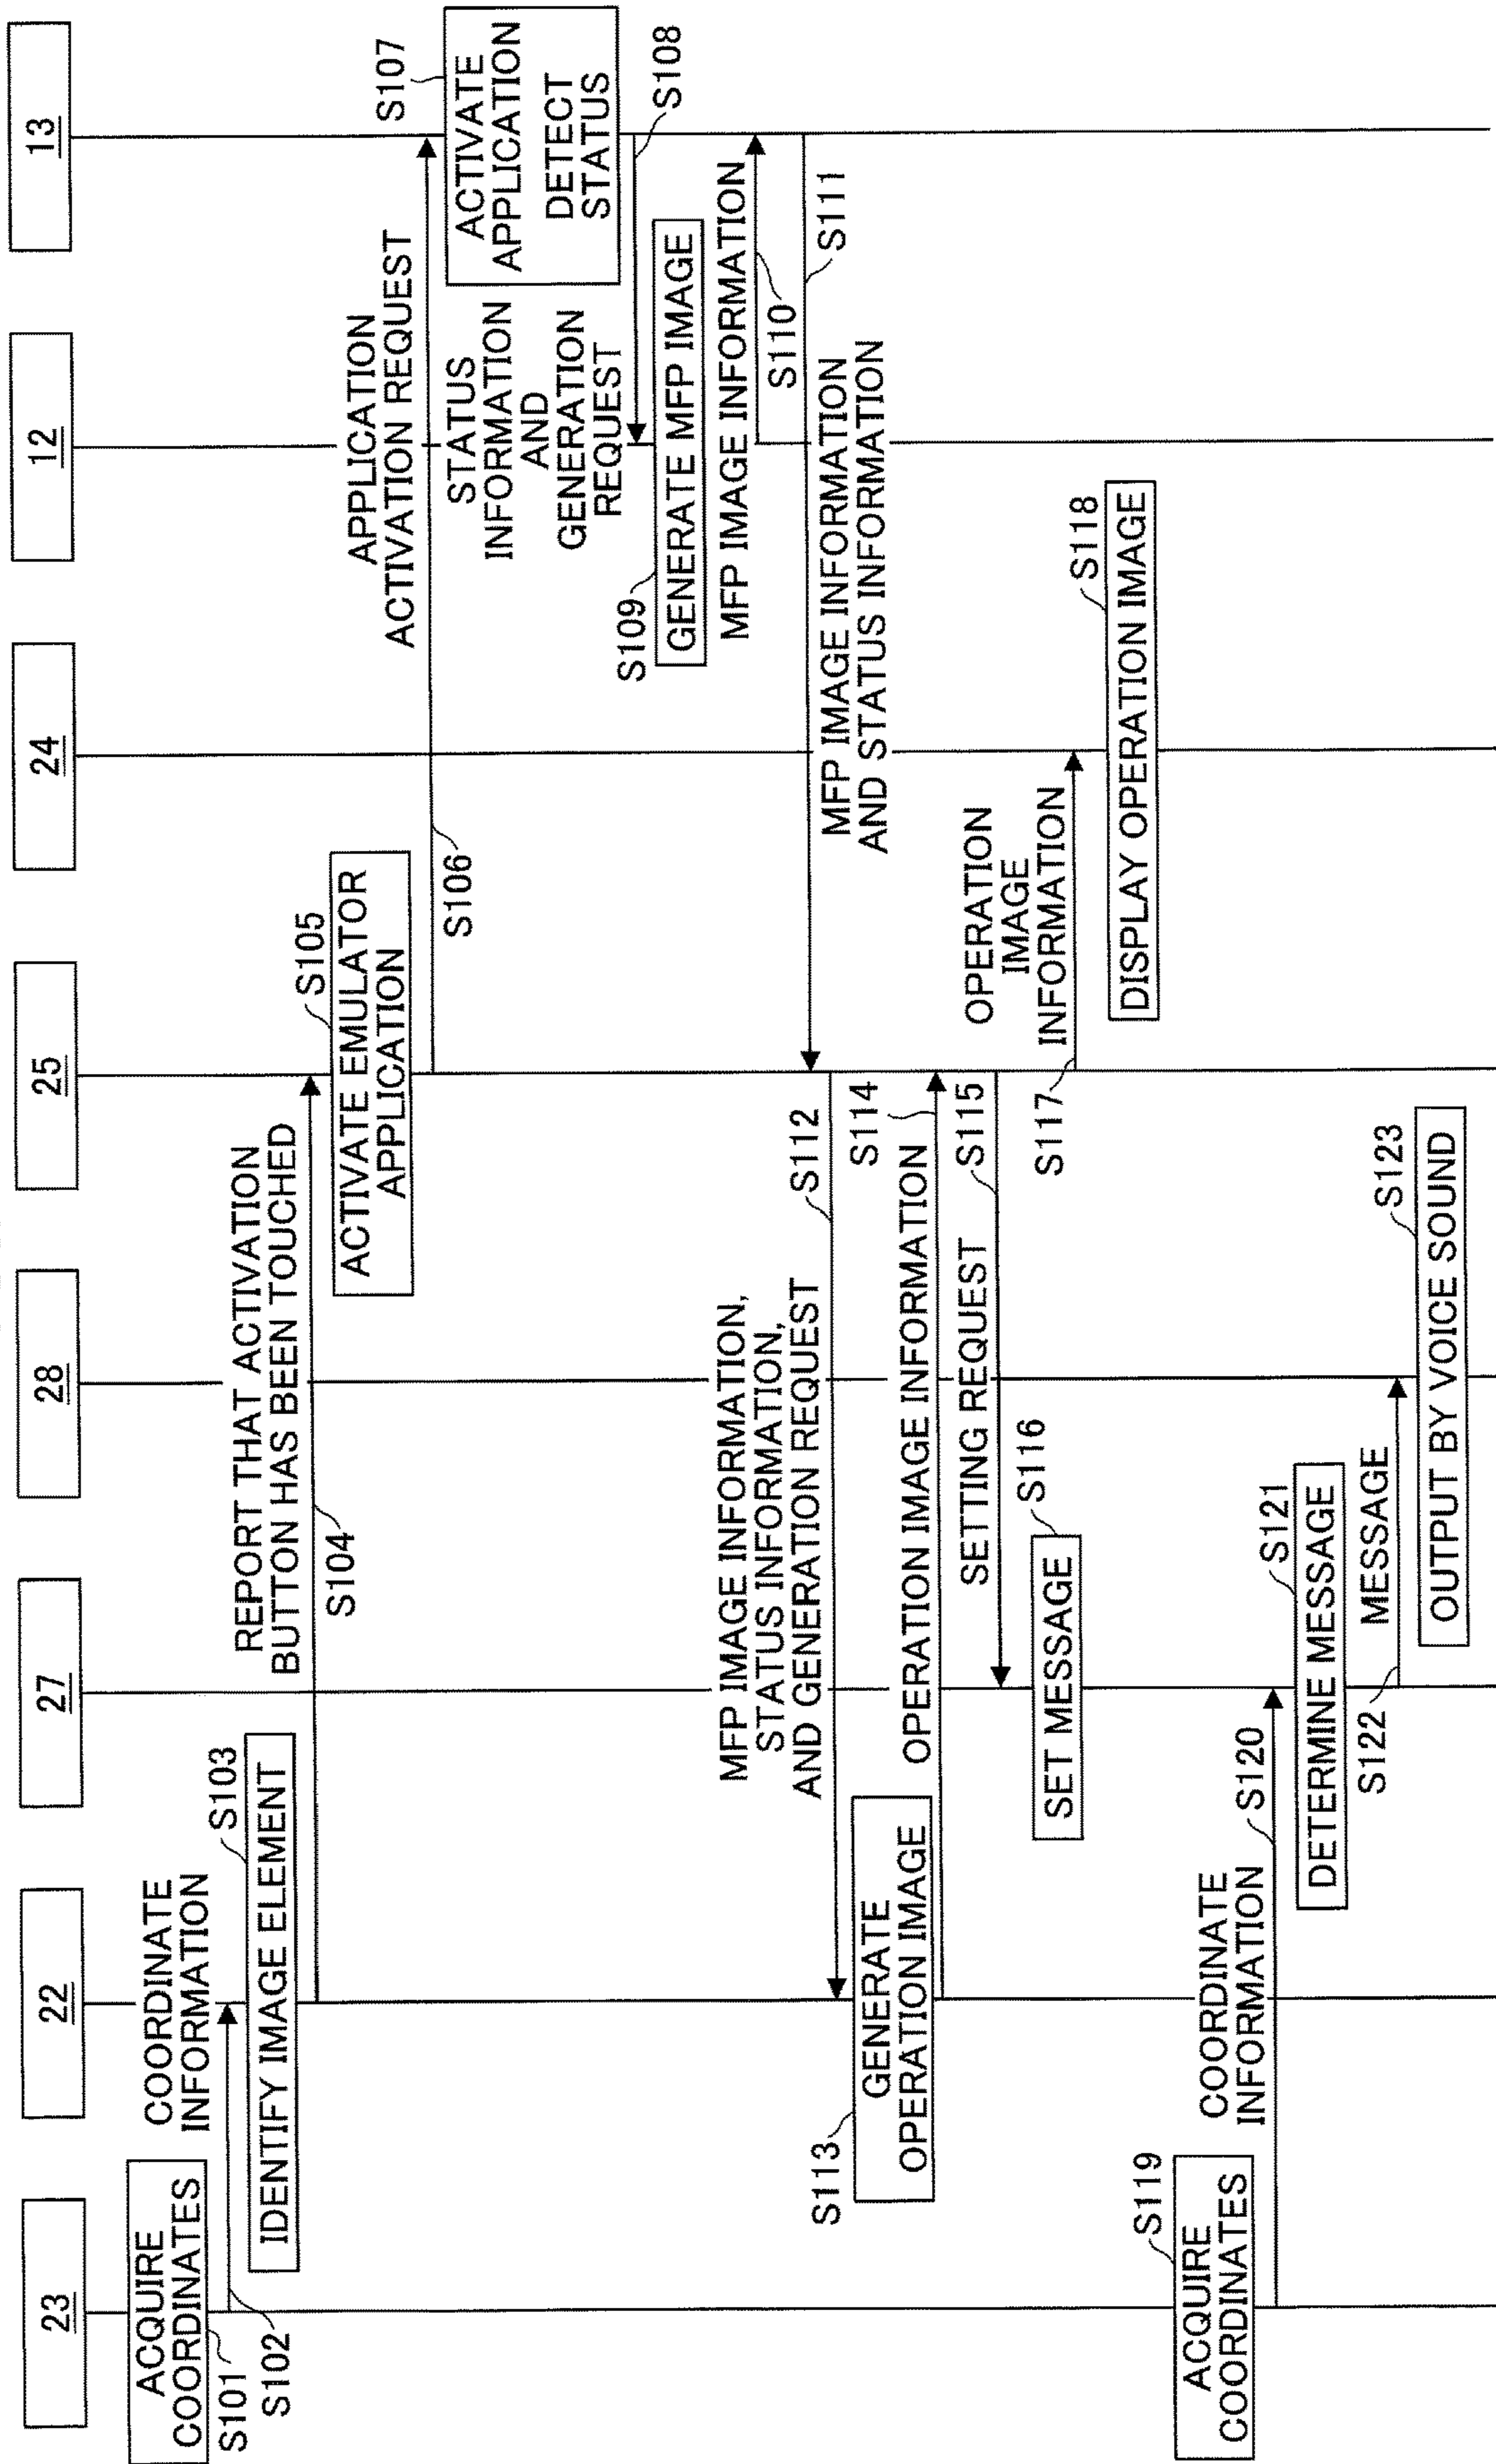 23
22
27
28
25
24
12
13
ACQUIRE
COORDINATES
S101
S102
COORDINATE
INFORMATION
S103
IDENTIFY IMAGE ELEMENT
REPORT THAT ACTIVATION
BUTTON HAS BEEN TOUCHED
S104
S105
ACTIVATE EMULATOR
APPLICATION
APPLICATION
ACTIVATION REQUEST
S106
S107
ACTIVATE
APPLICATION
DETECT
STATUS
STATUS
INFORMATION
AND
GENERATION
REQUEST
S108
S109
GENERATE MFP IMAGE
MFP IMAGE INFORMATION
S110
S111
MFP IMAGE INFORMATION
AND STATUS INFORMATION
MFP IMAGE INFORMATION,
STATUS INFORMATION,
AND GENERATION REQUEST
S112
S113
GENERATE
OPERATION IMAGE
S114
OPERATION IMAGE INFORMATION
S115
SETTING REQUEST
S116
SET MESSAGE
OPERATION
IMAGE
INFORMATION
S117
S118
DISPLAY OPERATION IMAGE
S119
ACQUIRE
COORDINATES
COORDINATE
INFORMATION
S120
S121
DETERMINE MESSAGE
S122
MESSAGE
S123
OUTPUT BY VOICE SOUND